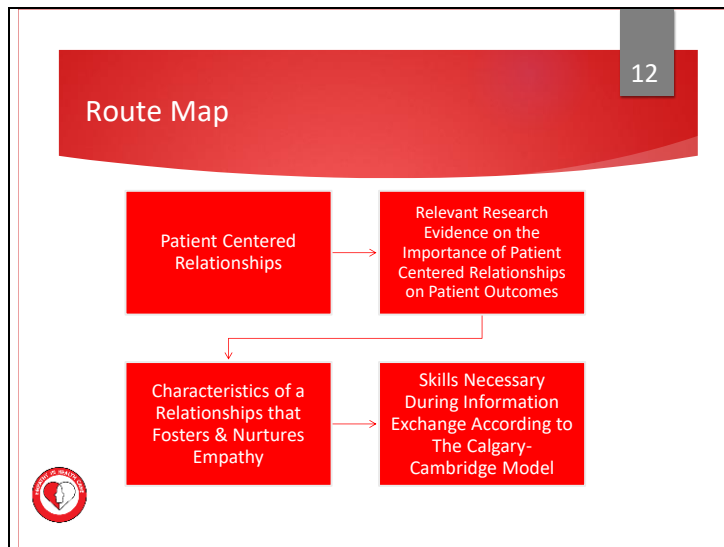 12
Route Map
Patient Centered
Relationships
Relevant Research
Evidence on the
Importance of Patient
Centered Relationships
on Patient Outcomes
Characteristics of a
Relationships that
Fosters & Nurtures
Empathy
Skills Necessary
During Information
Exchange According to
The Calgary-
Cambridge Model